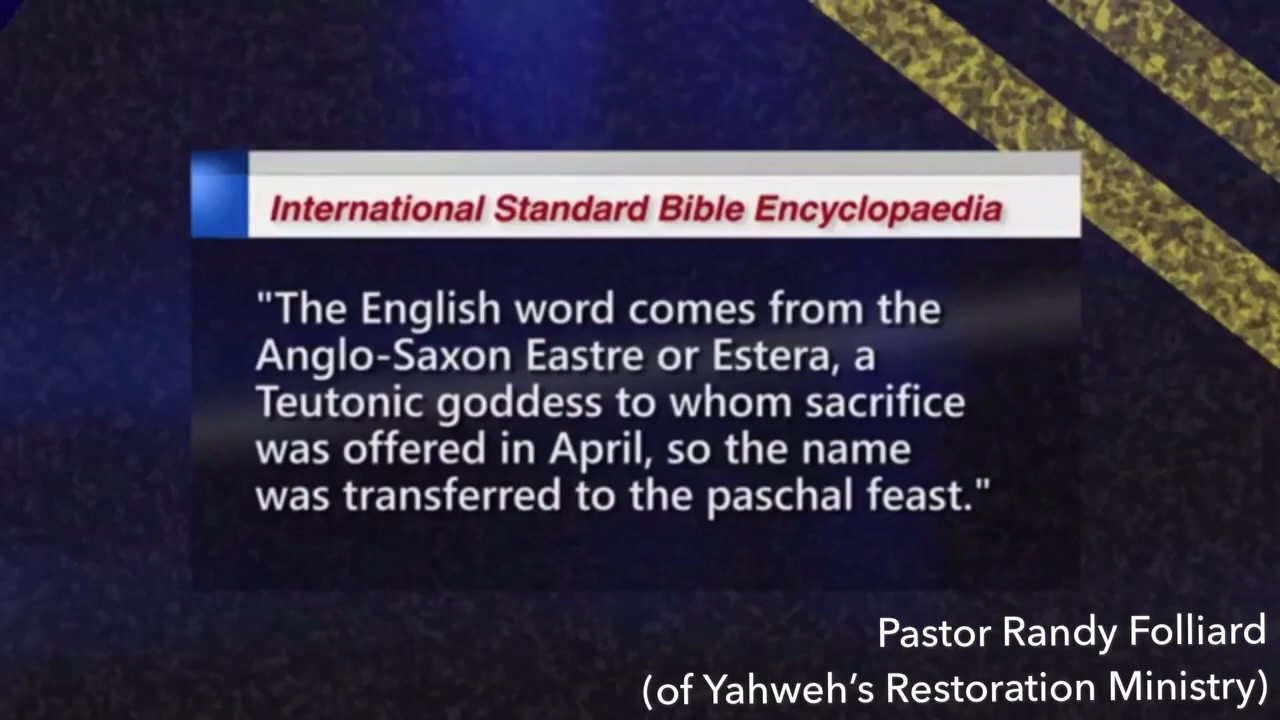 International Standard Bible Encyclopaedia
"The English word comes from the
Anglo-Saxon Eastre or Estera, a
Teutonic goddess to whom sacrifice
was offered in April, so the name
was transferred to the paschal feast."
Pastor Randy Folliard
(of Yahweh’s Restoration Ministry)